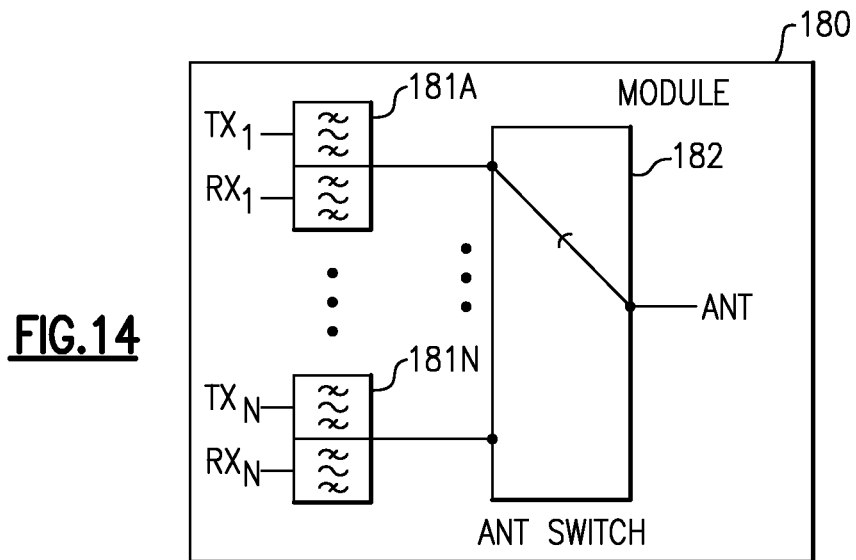 180
181A
MODULE
TX1
182
RX1
ANT
FIG.14
181N
TXN
RXN
ANT SWITCH